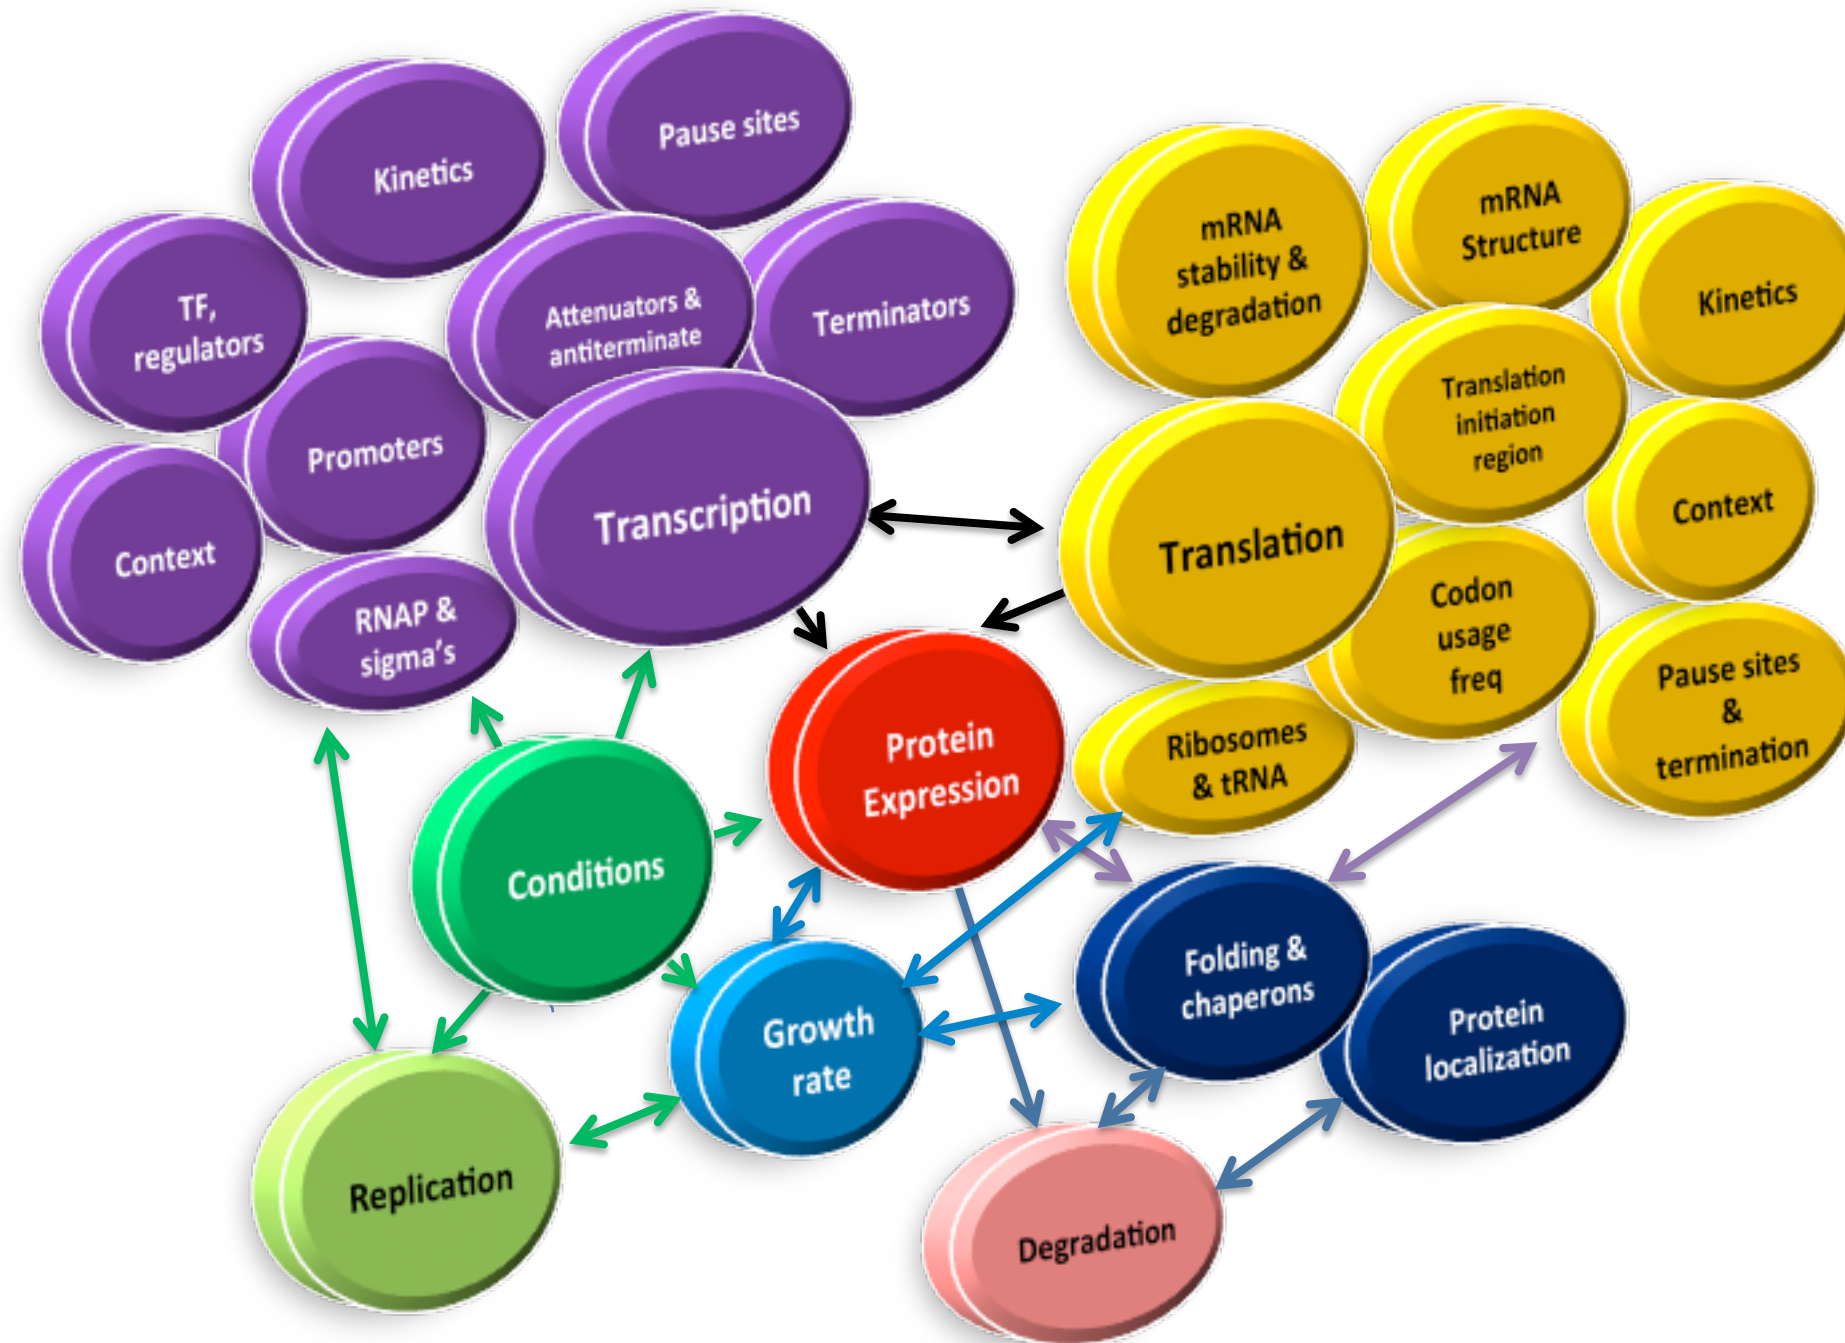 Pause sites
Kinetics
TF,
regulators
Attenuators &
antiterminate
Terminators
Promoters
Context
Transcription
RNAP &
sigma's
mRNA
stability &
degradation
mRNA
Structure
Kinetics
Translation
initiation
region
Context
Translation
Codon
usage
freq
Pause sites
&
termination
Ribosomes
& tRNA
Protein
Expression
Conditions
Growth
rate
Folding &
chaperons
Protein
localization
Replication
Degradation